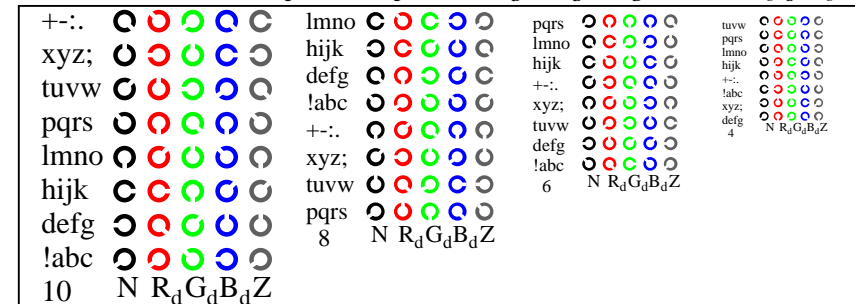 +-:.
xyz;
tuvw
pqrs
lmno
hijk
defg
!abc
10 N RdGdBdZ
lmno
hijk
defg
!abc
+-:.
xyz;
tuvw
pqrs
8 N RdGdBdZ
pqrs
lmno
hijk
+-:.
xyz;
tuvw
defg
!abc
6 N RdGdBdZ
tuvw
pqrs
lmno
hijk
+-:.
!abc
xyz;
defg
4 N RdGdBdZ